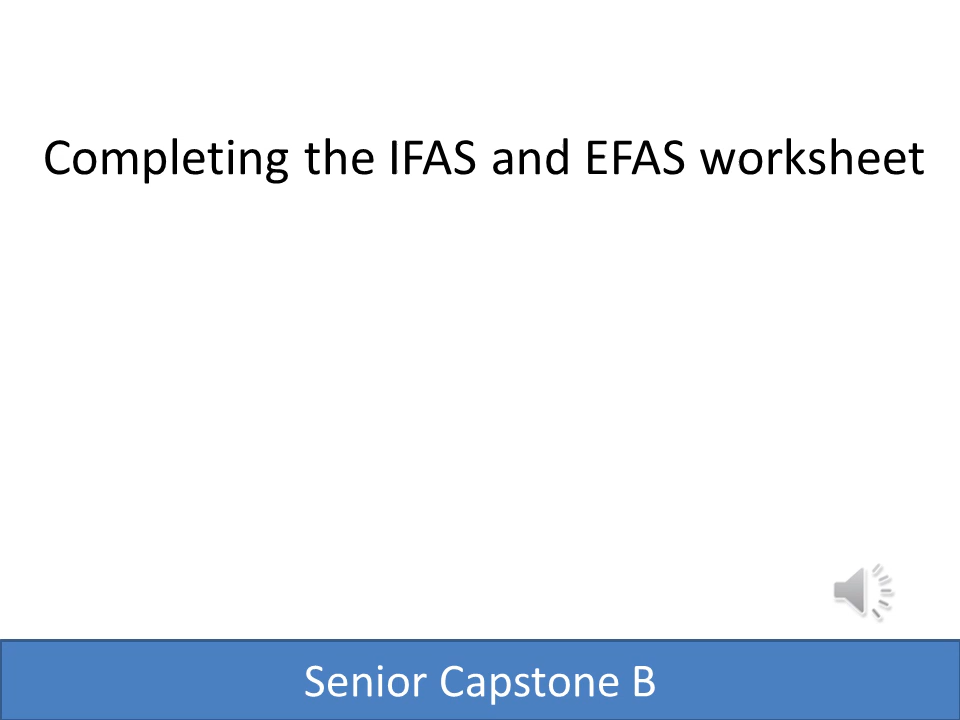 Completing the IFAS and EFAS worksheet
Senior Capstone B